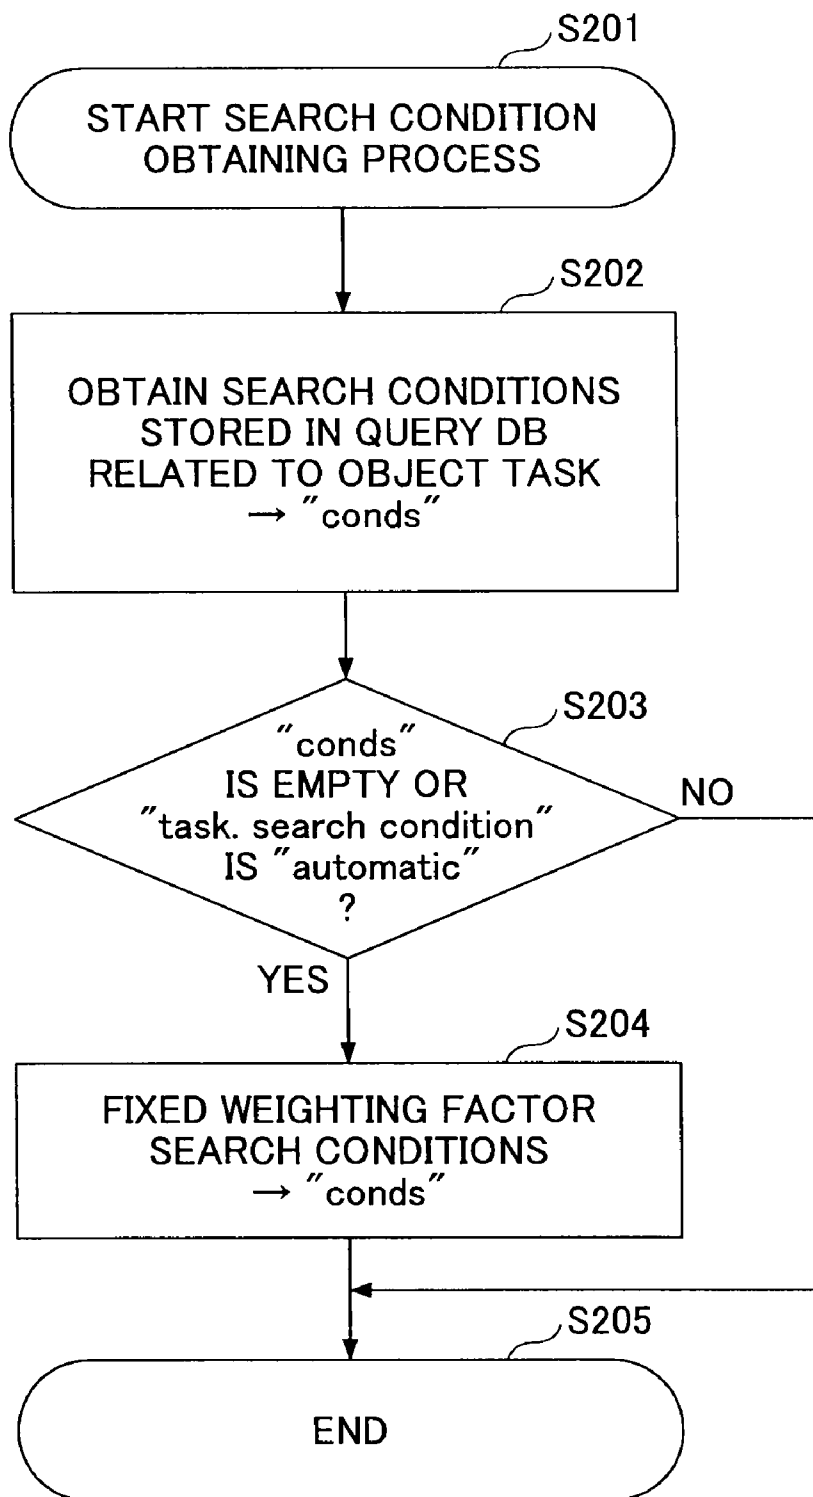 S201
START SEARCH CONDITION
OBTAINING PROCESS
S202
OBTAIN SEARCH CONDITIONS
STORED IN QUERY DB
RELATED TO OBJECT TASK
→ "conds"
S203
"conds"
IS EMPTY OR
"task. search condition"
IS "automatic"
?
NO
YES
S204
FIXED WEIGHTING FACTOR
SEARCH CONDITIONS
→ "conds"
S205
END